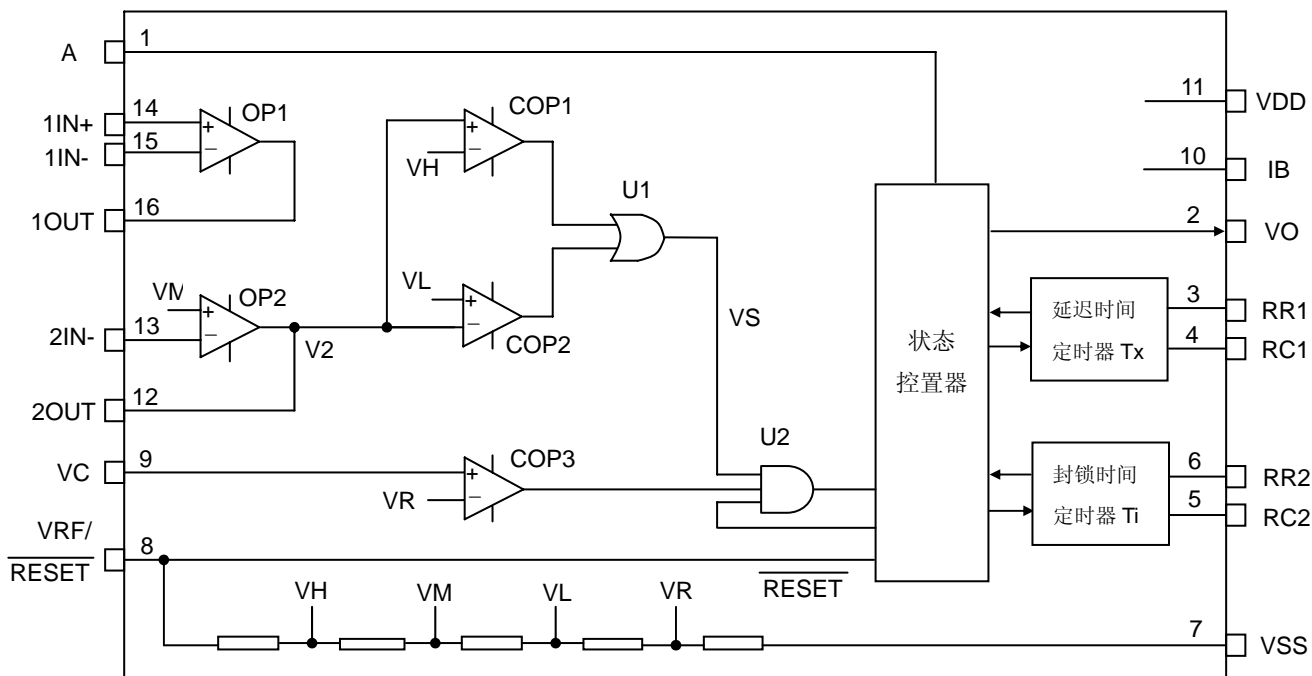 A
1
1IN+
14
OP1
1IN-
15
1OUT
16
VM
OP2
2IN-
13
V2
2OUT
12
VC
9
COP3
VR
VRF/
RESET
8
COP1
VH
VL
COP2
U1
VS
U2
RESET
VH
VM
VL
VR
状态
控置器
11
VDD
10
IB
2
VO
延迟时间
定时器 Tx
3
RR1
4
RC1
封锁时间
定时器 Ti
6
RR2
5
RC2
7
VSS